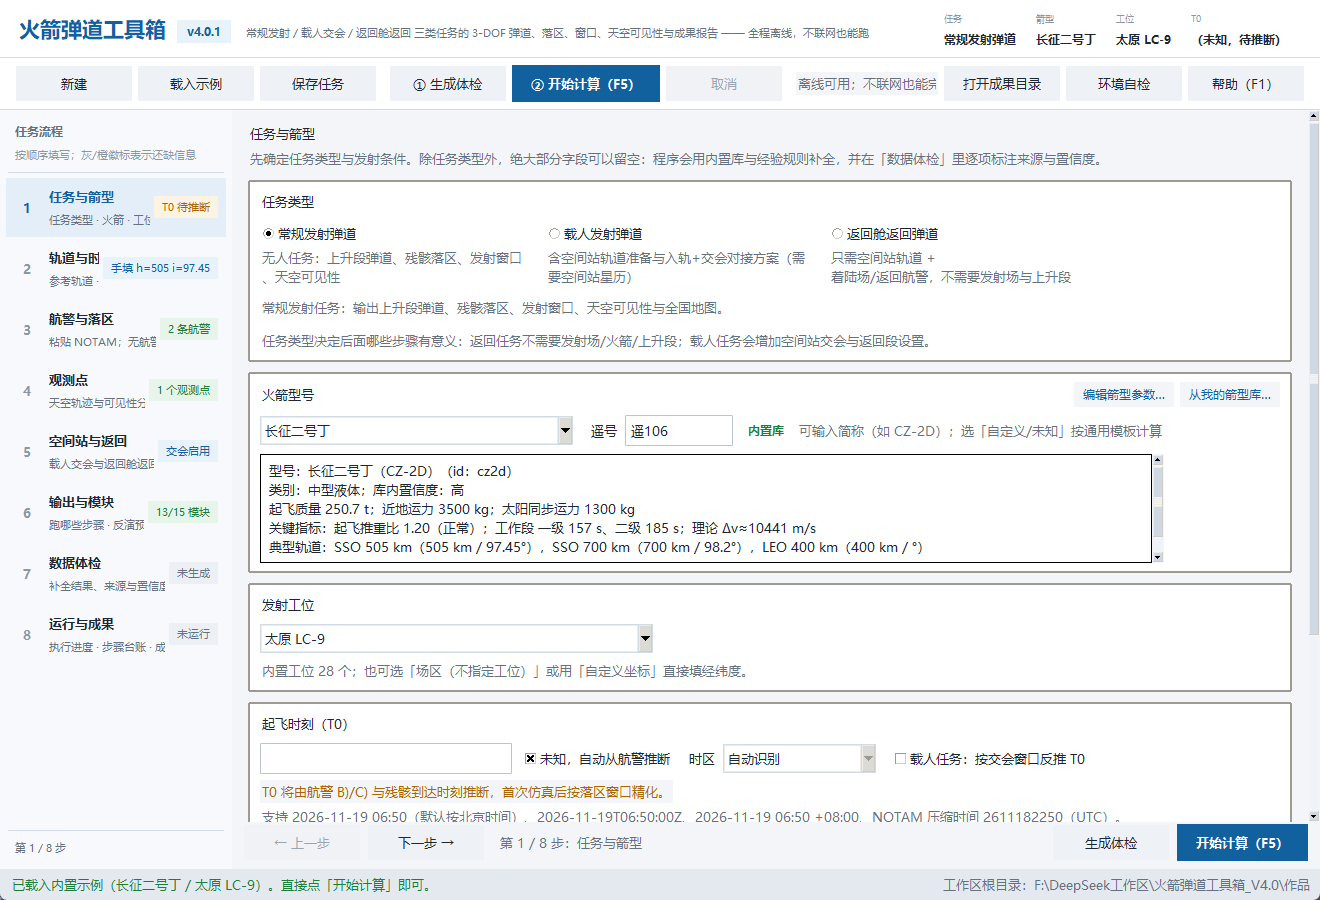 火箭弹道工具箱 v4.0.1 常规发射 / 载人交会 / 返回舱返回 三类任务的 3-DOF 弹道、落区、窗口、天空可见性与成果报告 —— 全程离线，不联网也能跑
任务 箭型 工位 T0
常规发射弹道 长征二号丁 太原 LC-9 （未知，待推断）
新建 载入示例 保存任务 ① 生成体检 ② 开始计算（F5） 取消 离线可用；不联网也能完 打开成果目录 环境自检 帮助（F1）
任务流程
按顺序填写；灰/橙徽标表示还缺信息
1 任务与箭型 T0 待推断
任务类型 · 火箭 · 工位
2 轨道与时 手填 h=505 i=97.45
参考轨道 ·
3 航警与落区 2 条航警
粘贴 NOTAM；无航警
4 观测点 1 个观测点
天空轨迹与可见性分
5 空间站与返回 交会启用
载人交会与返回舱返回
6 输出与模块 13/15 模块
跑哪些步骤 · 反演预
7 数据体检 未生成
补全结果、来源与置信度
8 运行与成果 未运行
执行进度 · 步骤台账 · 成
第 1 / 8 步
任务与箭型
先确定任务类型与发射条件。除任务类型外，绝大部分字段可以留空：程序会用内置库与经验规则补全，并在「数据体检」里逐项标注来源与置信度。
任务类型
常规发射弹道 载人发射弹道 返回舱返回弹道
无人任务：上升段弹道、残骸落区、发射窗口 含空间站轨道准备与入轨+交会对接方案（需 只需空间站轨道 +
、天空可见性 要空间站星历） 着陆场/返回航警，不需要发射场与上升段
常规发射任务：输出上升段弹道、残骸落区、发射窗口、天空可见性与全国地图。
任务类型决定后面哪些步骤有意义：返回任务不需要发射场/火箭/上升段；载人任务会增加空间站交会与返回段设置。
火箭型号 编辑箭型参数... 从我的箭型库...
长征二号丁 遥号 遥106 内置库 可输入简称（如 CZ-2D）；选「自定义/未知」按通用模板计算
型号：长征二号丁（CZ-2D）（id：cz2d）
类别：中型液体；库内置信度：高
起飞质量 250.7 t；近地运力 3500 kg；太阳同步运力 1300 kg
关键指标：起飞推重比 1.20（正常）；工作段 一级 157 s、二级 185 s；理论 Δv≈10441 m/s
典型轨道：SSO 505 km（505 km / 97.45°），SSO 700 km（700 km / 98.2°），LEO 400 km（400 km / °）
发射工位
太原 LC-9
内置工位 28 个；也可选「场区（不指定工位）」或用「自定义坐标」直接填经纬度。
起飞时刻（T0）
未知，自动从航警推断 时区 自动识别 载人任务：按交会窗口反推 T0
T0 将由航警 B)/C) 与残骸到达时刻推断，首次仿真后按落区窗口精化。
支持 2026-11-19 06:50（默认按北京时间）、2026-11-19T06:50:00Z、2026-11-19 06:50 +08:00、NOTAM 压缩时间 2611182250（UTC）。
← 上一步 下一步 → 第 1 / 8 步：任务与箭型 生成体检 开始计算（F5）
已载入内置示例（长征二号丁 / 太原 LC-9）。直接点「开始计算」即可。 工作区根目录：F:\DeepSeek工作区\火箭弹道工具箱_V4.0\作品